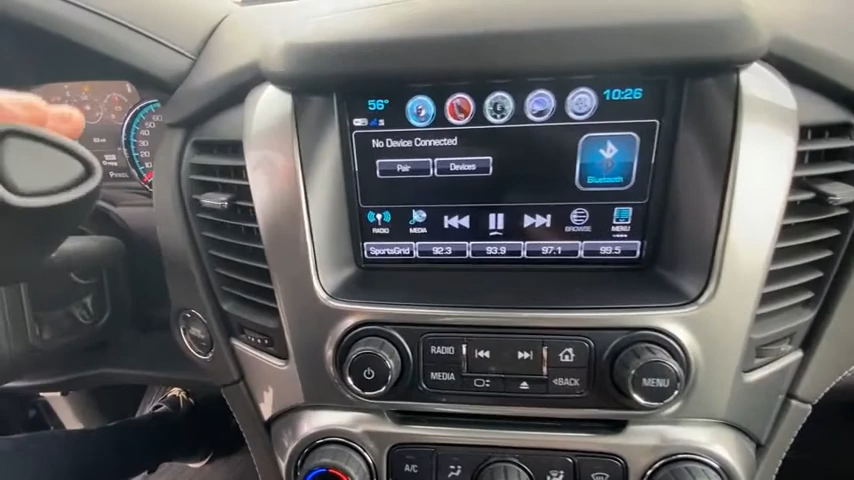 56° 10:26
No Device Connected
Pair Devices
Bluetooth
RADIO MEDIA BROWSE MENU
SportsGrid 92.3 93.9 97.1 99.5
RADIO
MEDIA BACK MENU
A/C